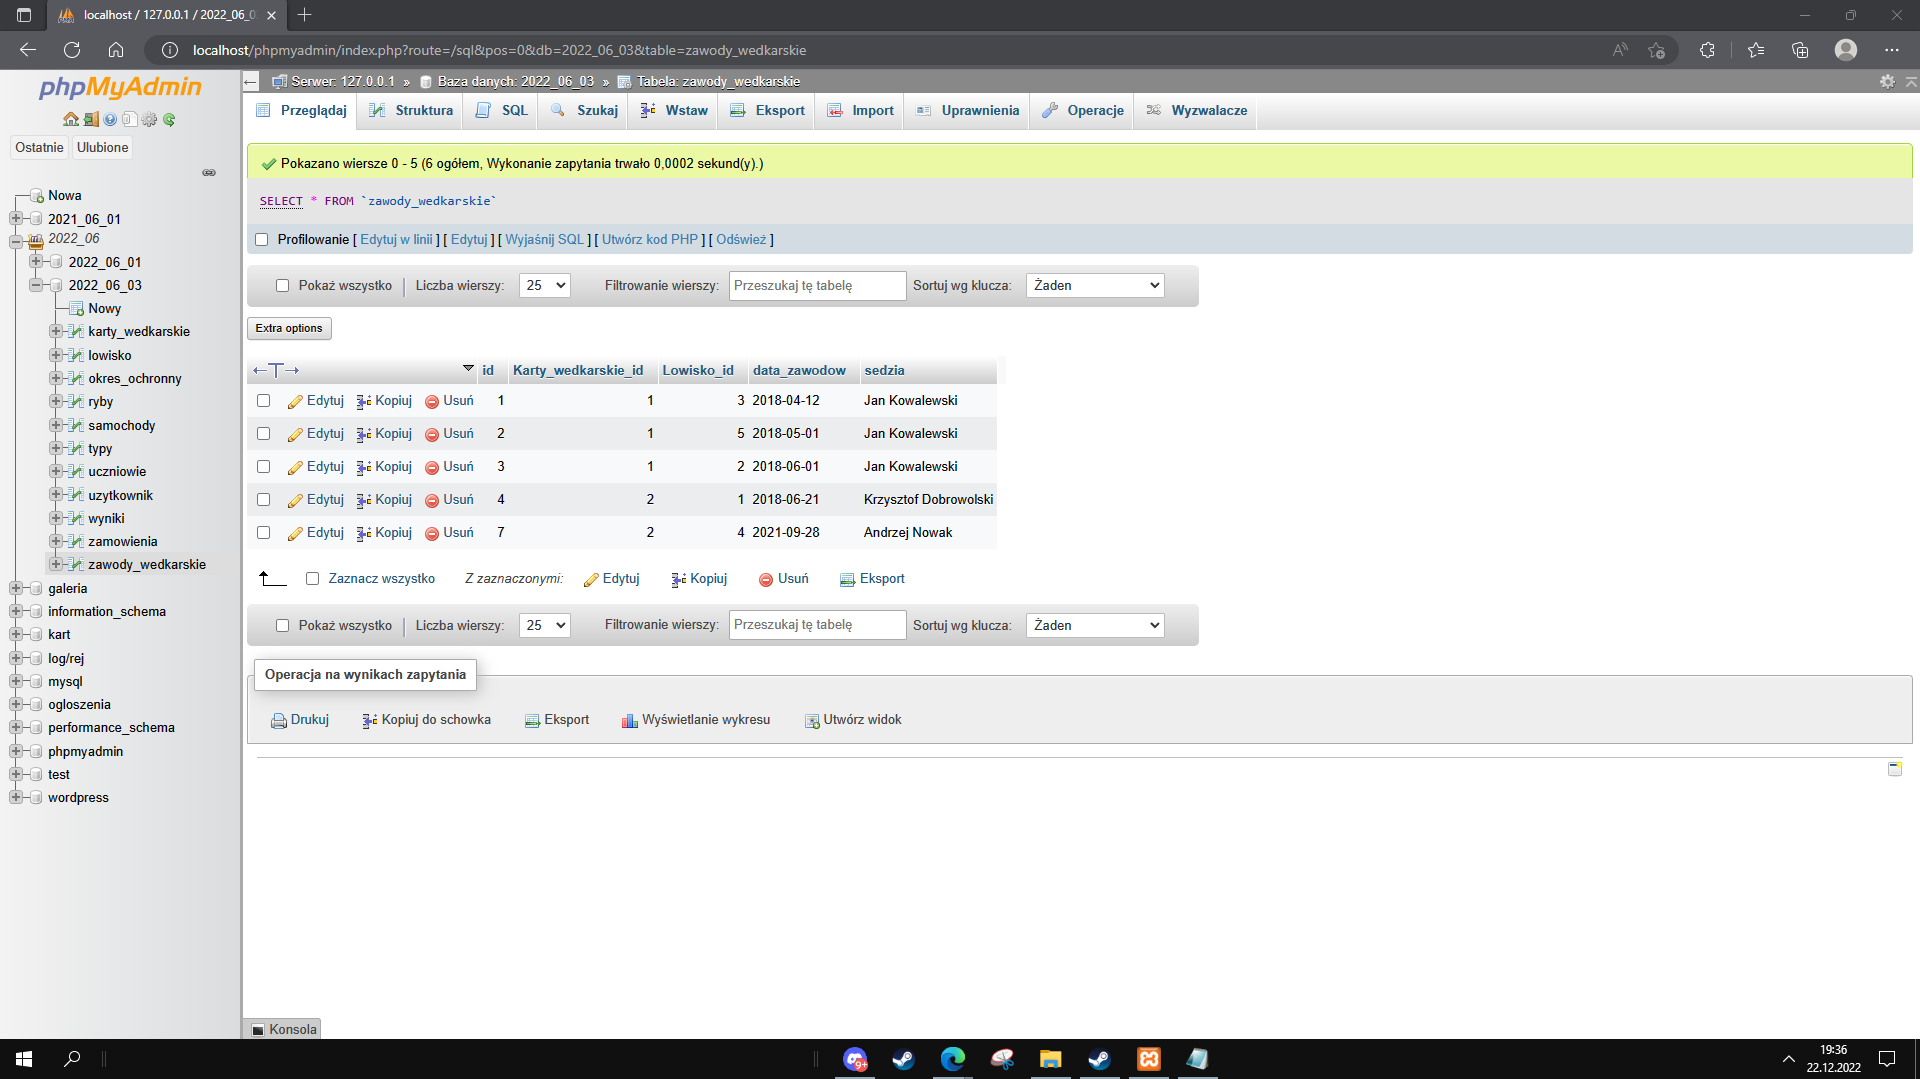 localhost / 127.0.0.1 / 2022_06_0
localhost/phpmyadmin/index.php?route=/sql&pos=0&db=2022_06_03&table=zawody_wedkarskie
phpMyAdmin
Ostatnie Ulubione
Nowa
2021_06_01
2022_06
2022_06_01
2022_06_03
Nowy
karty_wedkarskie
lowisko
okres_ochronny
ryby
samochody
typy
uczniowie
uzytkownik
wyniki
zamowienia
zawody_wedkarskie
galeria
information_schema
kart
log/rej
mysql
ogloszenia
performance_schema
phpmyadmin
test
wordpress
Serwer: 127.0.0.1 » Baza danych: 2022_06_03 » Tabela: zawody_wedkarskie
Przeglądaj Struktura SQL Szukaj Wstaw Eksport Import Uprawnienia Operacje Wyzwalacze
Pokazano wiersze 0 - 5 (6 ogółem, Wykonanie zapytania trwało 0,0002 sekund(y).)
SELECT * FROM `zawody_wedkarskie`
Profilowanie [ Edytuj w linii ] [ Edytuj ] [ Wyjaśnij SQL ] [ Utwórz kod PHP ] [ Odśwież ]
Pokaż wszystko Liczba wierszy: 25 Filtrowanie wierszy: Przeszukaj tę tabelę Sortuj wg klucza: Żaden
Extra options
←T→ id Karty_wedkarskie_id Lowisko_id data_zawodow sedzia
Edytuj Kopiuj Usuń 1 1 3 2018-04-12 Jan Kowalewski
Edytuj Kopiuj Usuń 2 1 5 2018-05-01 Jan Kowalewski
Edytuj Kopiuj Usuń 3 1 2 2018-06-01 Jan Kowalewski
Edytuj Kopiuj Usuń 4 2 1 2018-06-21 Krzysztof Dobrowolski
Edytuj Kopiuj Usuń 7 2 4 2021-09-28 Andrzej Nowak
Zaznacz wszystko Z zaznaczonymi: Edytuj Kopiuj Usuń Eksport
Pokaż wszystko Liczba wierszy: 25 Filtrowanie wierszy: Przeszukaj tę tabelę Sortuj wg klucza: Żaden
Operacja na wynikach zapytania
Drukuj Kopiuj do schowka Eksport Wyświetlanie wykresu Utwórz widok
Konsola
9+
19:36
22.12.2022